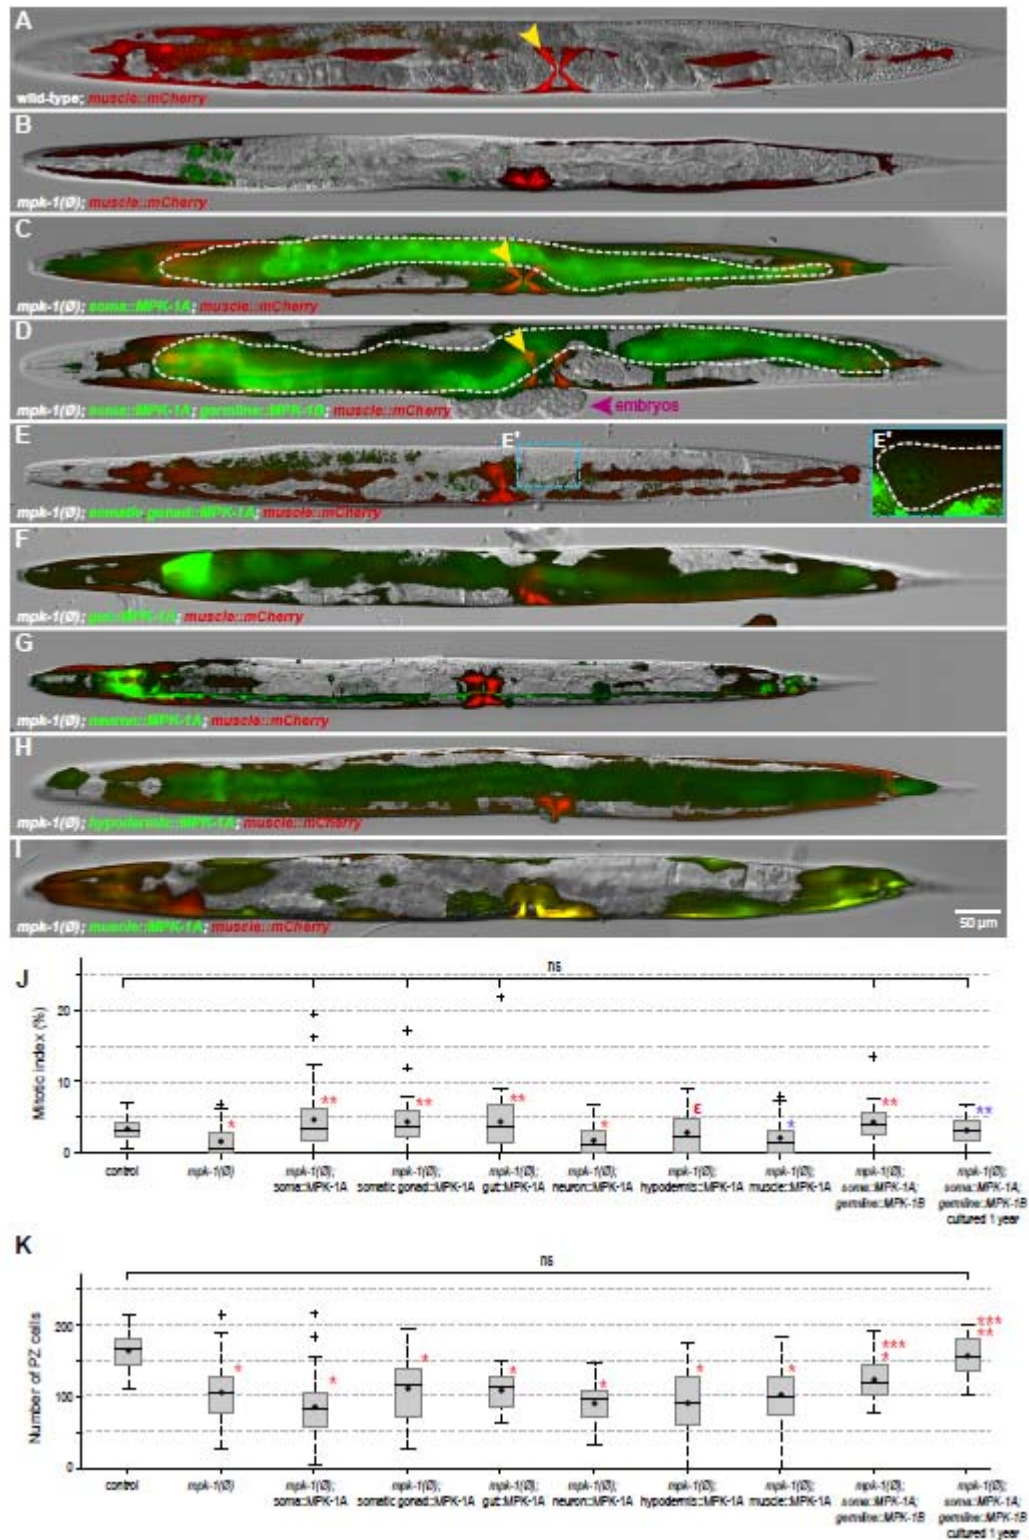 A
wild-type; muscle::mCherry
B
mpk-1(Ø); muscle::mCherry
C
mpk-1(Ø); soma::MPK-1A; muscle::mCherry
D
mpk-1(Ø); soma::MPK-1A; germline::MPK-1B; muscle::mCherry
embryos
E
E'
E'
mpk-1(Ø); somatic gonad::MPK-1A; muscle::mCherry
F
mpk-1(Ø); gut::MPK-1A; muscle::mCherry
G
mpk-1(Ø); neuron::MPK-1A; muscle::mCherry
H
mpk-1(Ø); hypodermis::MPK-1A; muscle::mCherry
I
mpk-1(Ø); muscle::MPK-1A; muscle::mCherry
50 µm
J
ns
Mitotic index (%)
20
10
0
** ** ** * ε * ** ** *
control
mpk-1(Ø)
mpk-1(Ø); soma::MPK-1A
mpk-1(Ø); somatic gonad::MPK-1A
mpk-1(Ø); gut::MPK-1A
mpk-1(Ø); neuron::MPK-1A
mpk-1(Ø); hypodermis::MPK-1A
mpk-1(Ø); muscle::MPK-1A
mpk-1(Ø); soma::MPK-1A; germline::MPK-1B
mpk-1(Ø); soma::MPK-1A; germline::MPK-1B cultured 1 year
K
ns
Number of PZ cells
200
100
0
control
mpk-1(Ø)
mpk-1(Ø); soma::MPK-1A
mpk-1(Ø); somatic gonad::MPK-1A
mpk-1(Ø); gut::MPK-1A
mpk-1(Ø); neuron::MPK-1A
mpk-1(Ø); hypodermis::MPK-1A
mpk-1(Ø); muscle::MPK-1A
mpk-1(Ø); soma::MPK-1A; germline::MPK-1B
mpk-1(Ø); soma::MPK-1A; germline::MPK-1B cultured 1 year